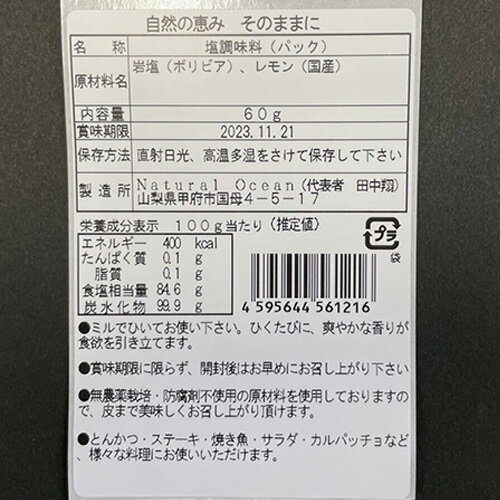 自然の恵み そのままに
名称 塩調味料(パック)
原材料名 岩塩(ボリビア)、レモン(国産)
内容量 60g
賞味期限 2023.11.21
保存方法 直射日光、高温多湿をさけて保存して下さい
製造所 Natural Ocean(代表者 田中翔)
山梨県甲府市国母4-5-17
栄養成分表示 100g当たり(推定値)
エネルギー 400 kcal
たんぱく質 0.1 g
脂質 0.1 g
食塩相当量 84.6 g
炭水化物 99.9 g
プラ
袋
4 595644 561216
●ミルでひいてお使い下さい。ひくたびに、爽やかな香りが
食欲を引き立てます。
●賞味期限に限らず、開封後はお早めにお召し上がり下さい
●無農薬栽培・防腐剤不使用の原材料を使用しておりますの
で、皮まで美味しくお召し上がり頂けます。
●とんかつ・ステーキ・焼き魚・サラダ・カルパッチョなど
、様々な料理にお使いいただけます。